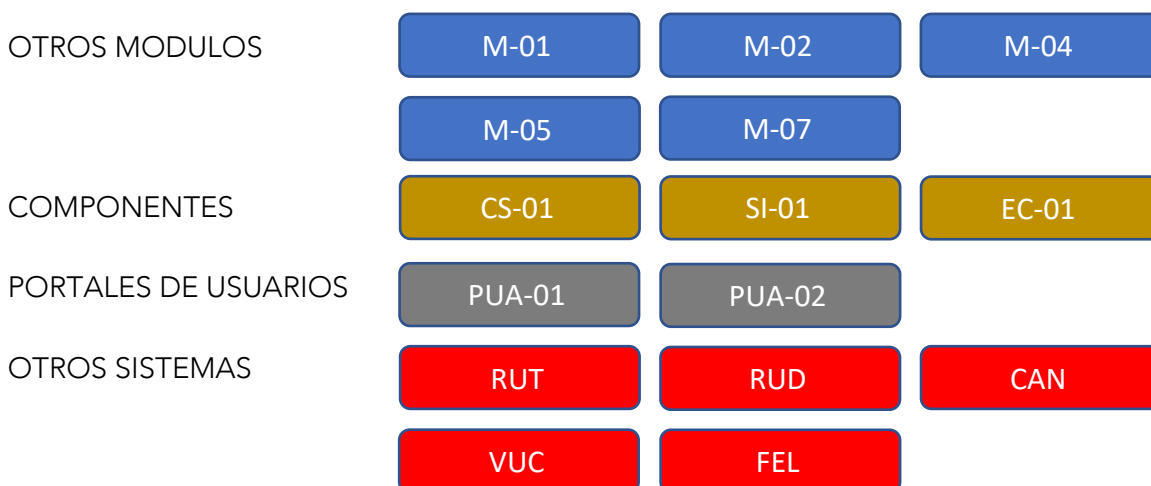 OTROS MODULOS M-01 M-02 M-04
M-05 M-07
COMPONENTES CS-01 SI-01 EC-01
PORTALES DE USUARIOS PUA-01 PUA-02
OTROS SISTEMAS RUT RUD CAN
VUC FEL